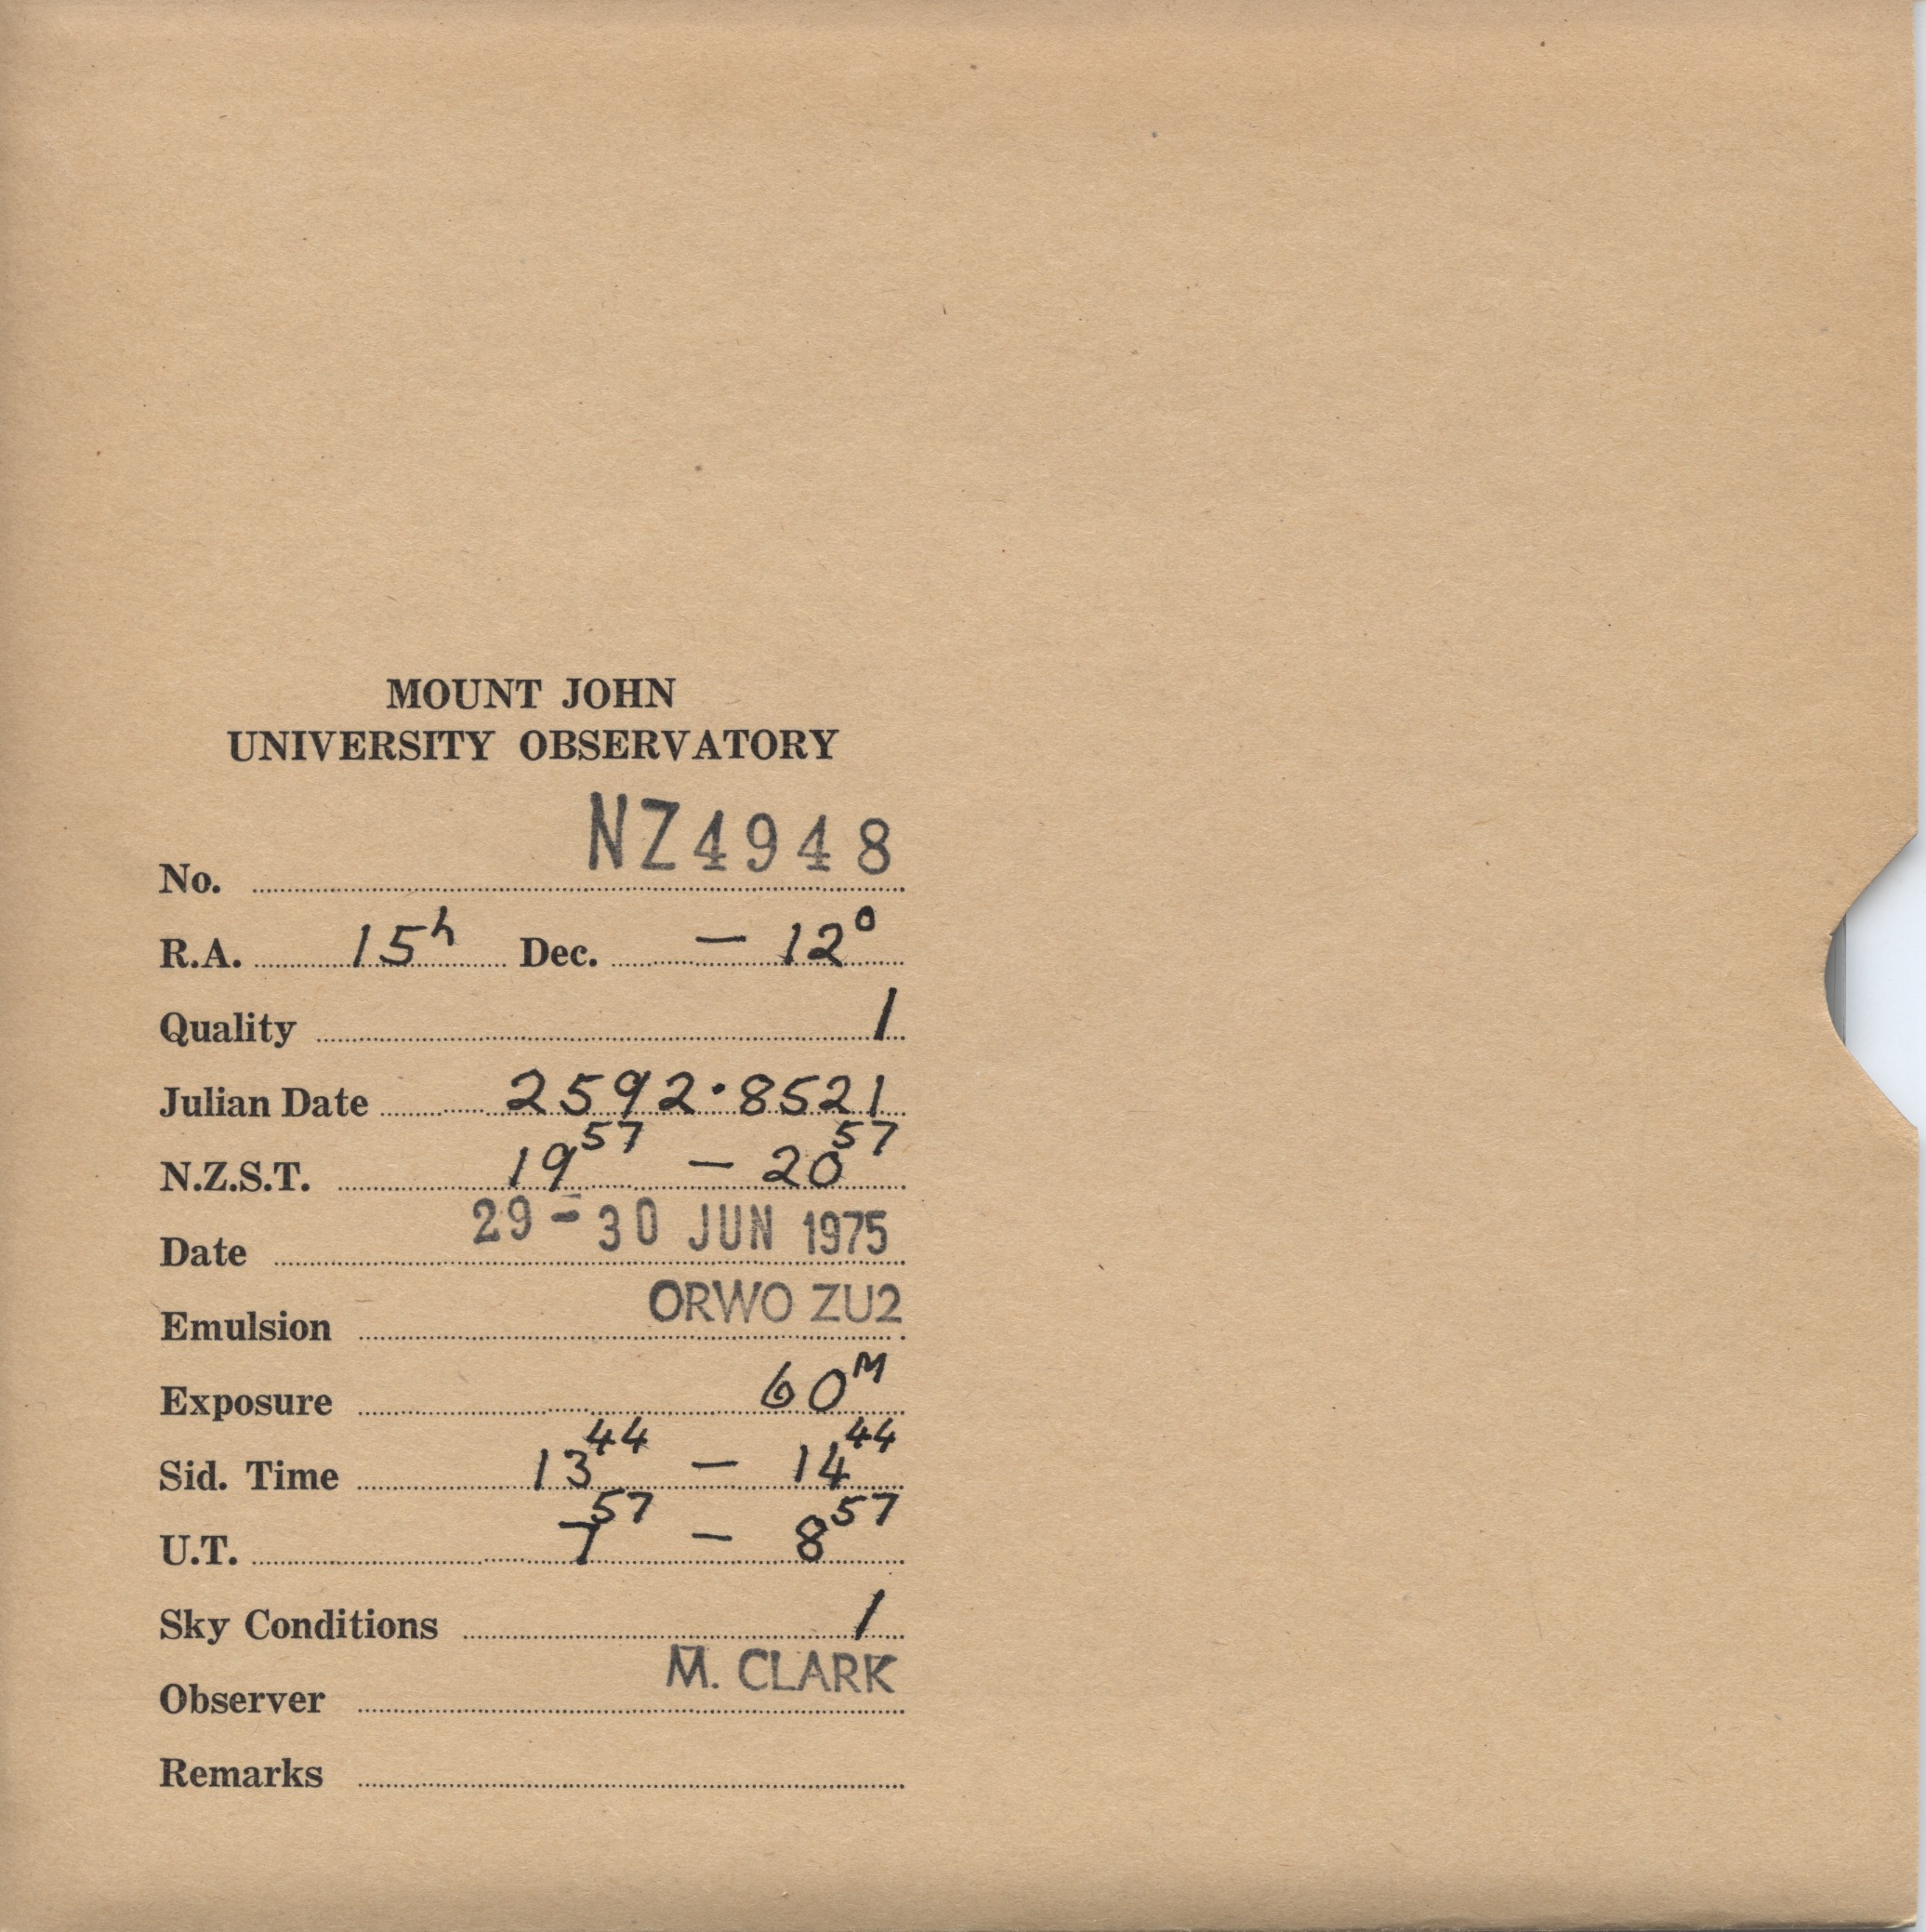 MOUNT JOHN
UNIVERSITY OBSERVATORY
No. NZ4948
R.A. 15h Dec. - 12°
Quality 1
Julian Date 2592.8521
N.Z.S.T. 19 57 - 20 57
Date 29-30 JUN 1975
Emulsion ORWO ZU2
Exposure 60M
Sid. Time 13 44 - 14 44
U.T. 7 57 - 8 57
Sky Conditions 1
Observer M. CLARK
Remarks